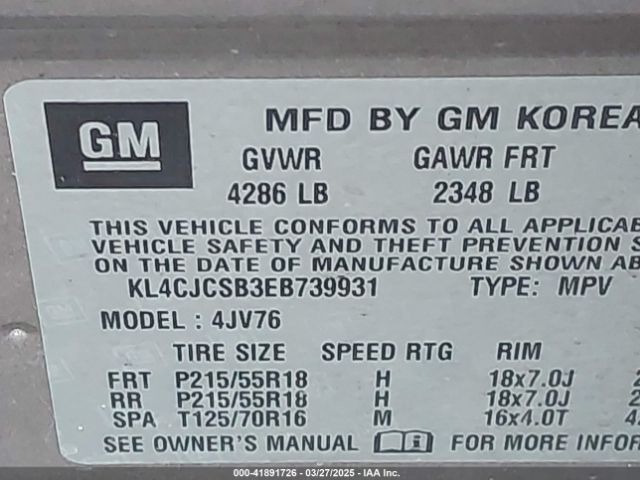 GM
MFD BY GM KOREA
GVWR GAWR FRT
4286 LB 2348 LB
THIS VEHICLE CONFORMS TO ALL APPLICAB
VEHICLE SAFETY AND THEFT PREVENTION S
ON THE DATE OF MANUFACTURE SHOWN AB
KL4CJCSB3EB739931 TYPE: MPV
MODEL : 4JV76
TIRE SIZE SPEED RTG RIM
FRT P215/55R18 H 18x7.0J 2
RR P215/55R18 H 18x7.0J 2
SPA T125/70R16 M 16x4.0T 4
SEE OWNER'S MANUAL i FOR MORE INFOR
000-41891726 - 03/27/2025 - IAA Inc.